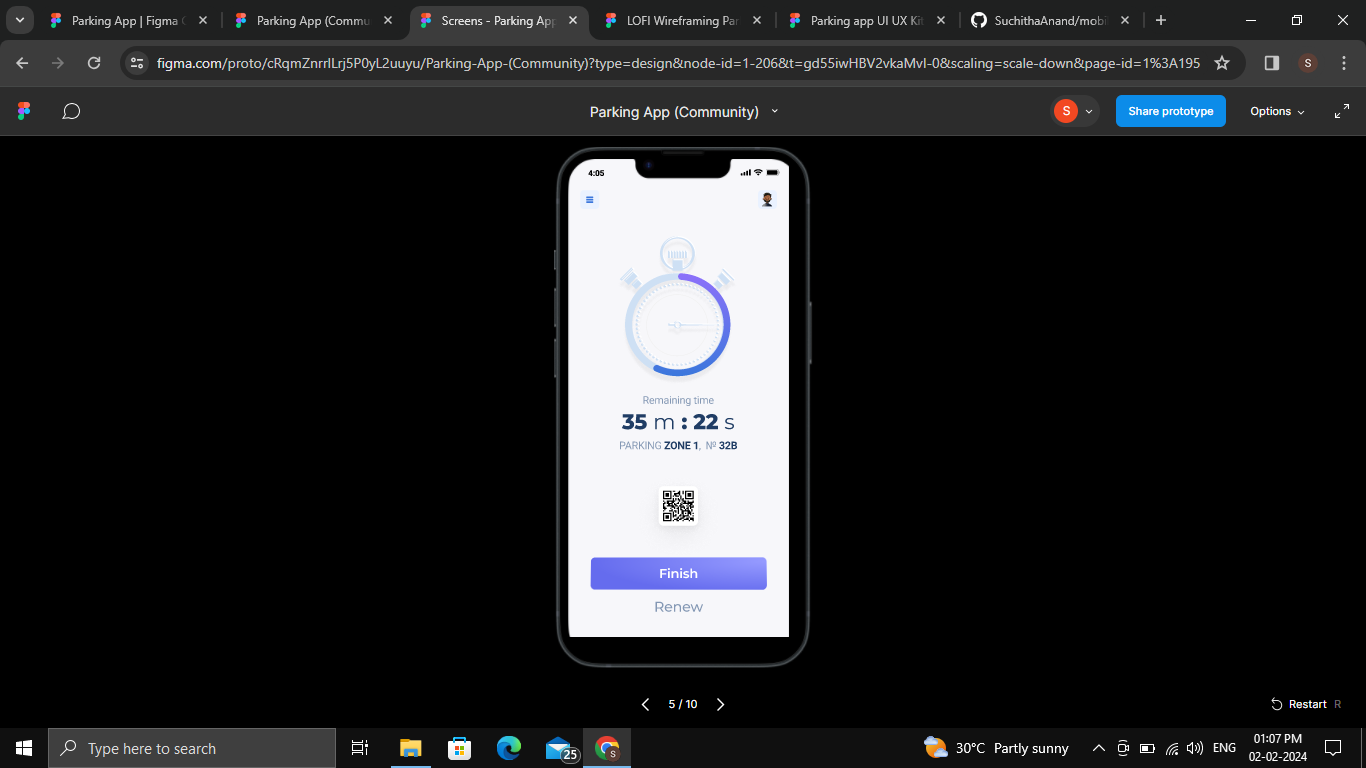 Parking App | Figma C
Parking App (Commu
Screens - Parking App
LOFI Wireframing Par
Parking app UI UX Kit
SuchithaAnand/mobil
figma.com/proto/cRqmZnrrlLrj5P0yL2uuyu/Parking-App-(Community)?type=design&node-id=1-206&t=gd55iwHBV2vkaMvI-0&scaling=scale-down&page-id=1%3A195
S
Parking App (Community)
S
Share prototype
Options
4:05
Remaining time
35 m : 22 s
PARKING ZONE 1, № 32B
Finish
Renew
5 / 10
Restart R
Type here to search
25
S
30°C Partly sunny
ENG
01:07 PM
02-02-2024